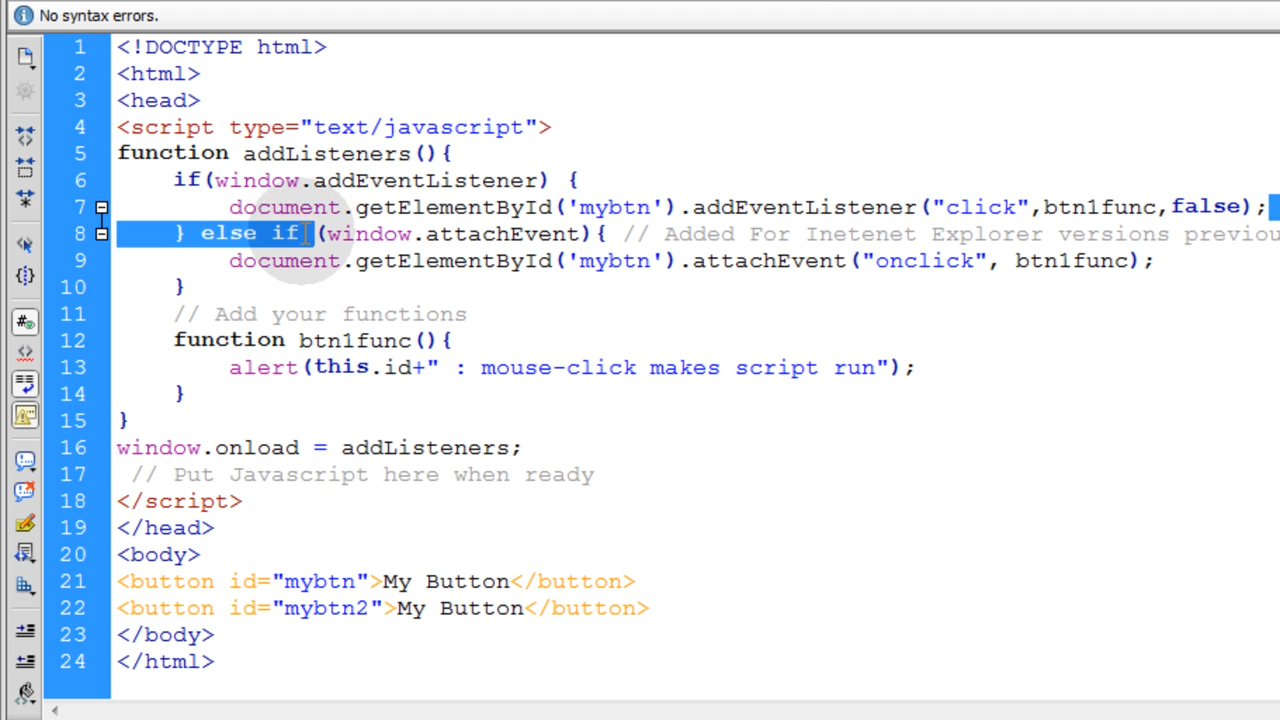 No syntax errors.
1 <!DOCTYPE html>
2 <html>
3 <head>
4 <script type="text/javascript">
5 function addListeners(){
6 if(window.addEventListener) {
7 document.getElementById('mybtn').addEventListener("click",btn1func,false);
8 } else if (window.attachEvent){ // Added For Inetenet Explorer versions
9 document.getElementById('mybtn').attachEvent("onclick", btn1func);
10 }
11 // Add your functions
12 function btn1func(){
13 alert(this.id+" : mouse-click makes script run");
14 }
15 }
16 window.onload = addListeners;
17 // Put Javascript here when ready
18 </script>
19 </head>
20 <body>
21 <button id="mybtn">My Button</button>
22 <button id="mybtn2">My Button</button>
23 </body>
24 </html>